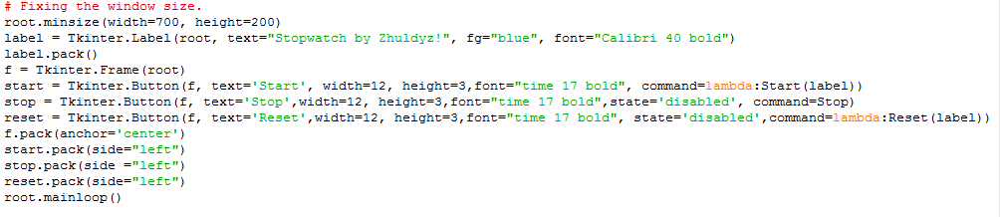 # Fixing the window size.
root.minsize(width=700, height=200)
label = Tkinter.Label(root, text="Stopwatch by Zhuldyz!", fg="blue", font="Calibri 40 bold")
label.pack()
f = Tkinter.Frame(root)
start = Tkinter.Button(f, text='Start', width=12, height=3,font="time 17 bold", command=lambda:Start(label))
stop = Tkinter.Button(f, text='Stop',width=12, height=3,font="time 17 bold",state='disabled', command=Stop)
reset = Tkinter.Button(f, text='Reset',width=12, height=3,font="time 17 bold", state='disabled',command=lambda:Reset(label))
f.pack(anchor='center')
start.pack(side="left")
stop.pack(side ="left")
reset.pack(side="left")
root.mainloop()